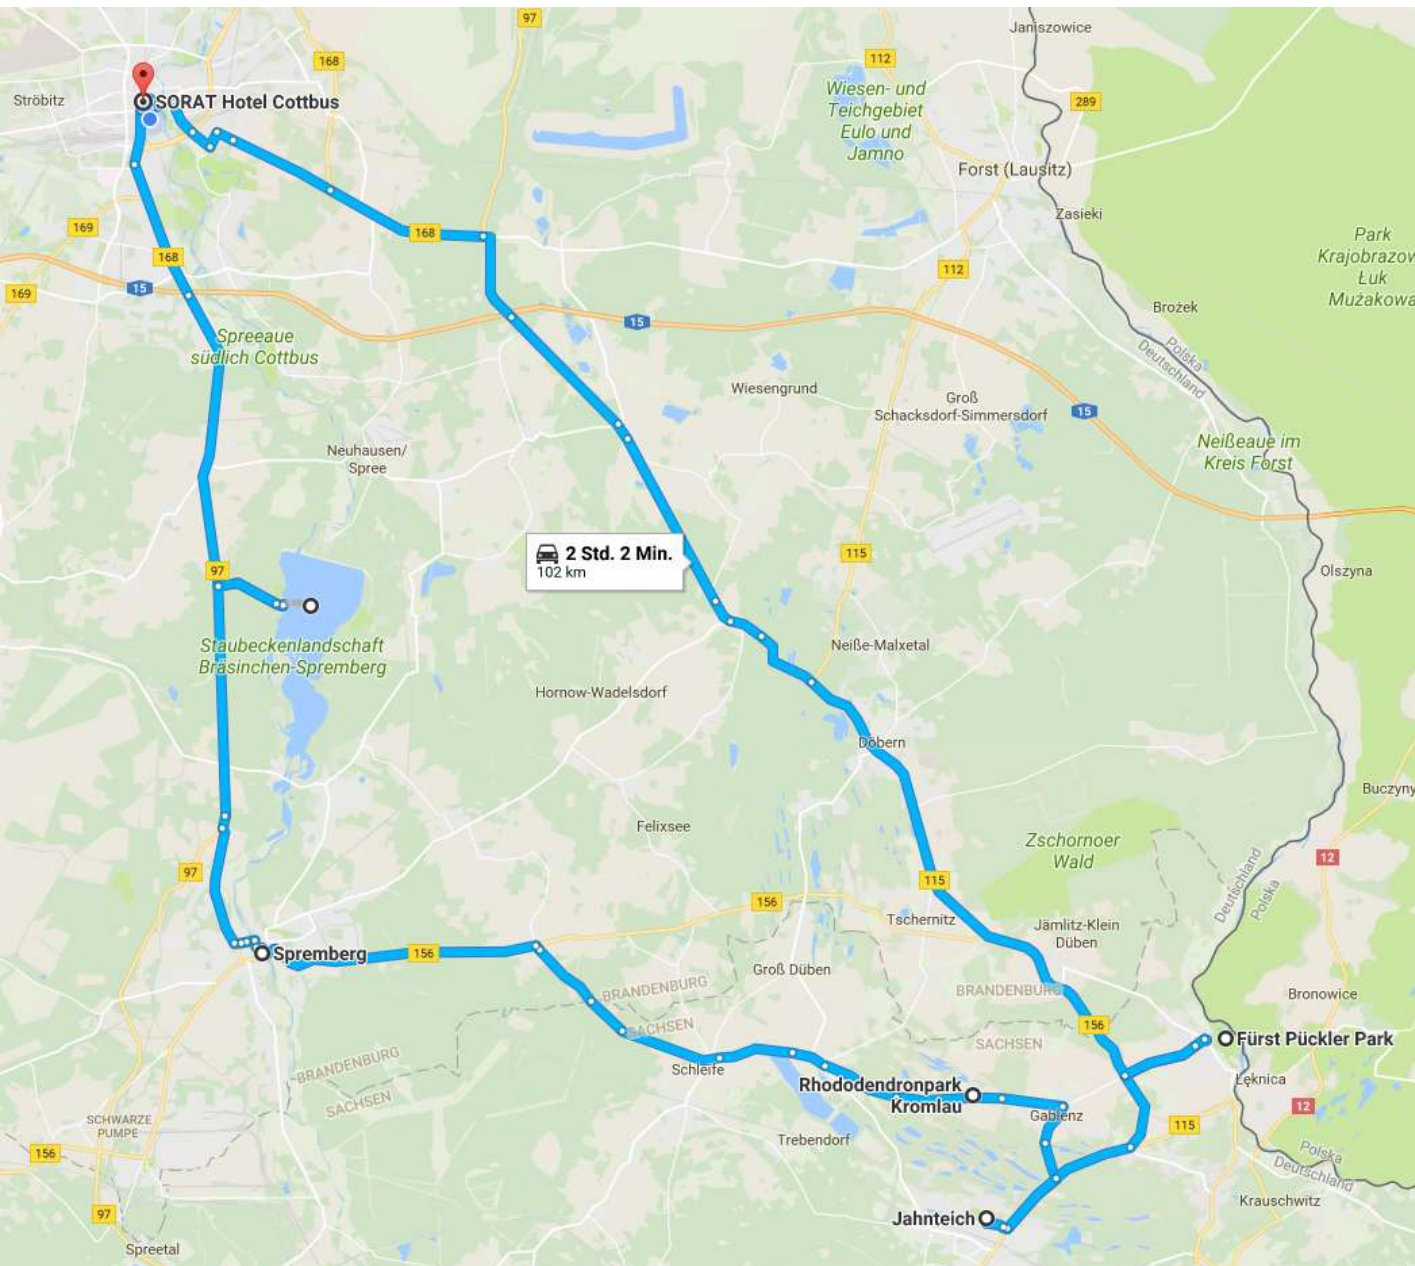 97
Janiszowice
168
112
Ströbitz
SORAT Hotel Cottbus
Wiesen- und
Teichgebiet
Eulo und
Jamno
289
Forst (Lausitz)
Zasieki
169
168
168
112
Park
Krajobrazow
Łuk
Mużakowa
15
169
15
Brożek
Spreeaue
südlich Cottbus
Polska
Deutschland
Wiesengrund
Groß
Schacksdorf-Simmersdorf
15
Neißeaue im
Kreis Forst
Neuhausen/
Spree
2 Std. 2 Min.
102 km
115
97
Olszyna
Staubeckenlandschaft
Bräsinchen-Spremberg
Neiße-Malxetal
Hornow-Wadelsdorf
Döbern
Buczyny
Felixsee
Zschornoer
Wald
12
97
115
Deutschland
Polska
156
Tschernitz
Jämlitz-Klein
Düben
Spremberg
156
Groß Düben
BRANDENBURG
SACHSEN
BRANDENBURG
SACHSEN
Bronowice
156
Fürst Pückler Park
BRANDENBURG
SACHSEN
Schleife
Rhododendronpark
Kromlau
Łęknica
12
Gablenz
115
SCHWARZE
PUMPE
Trebendorf
156
Polska
Deutschland
Krauschwitz
97
Jahnteich
Spreetal